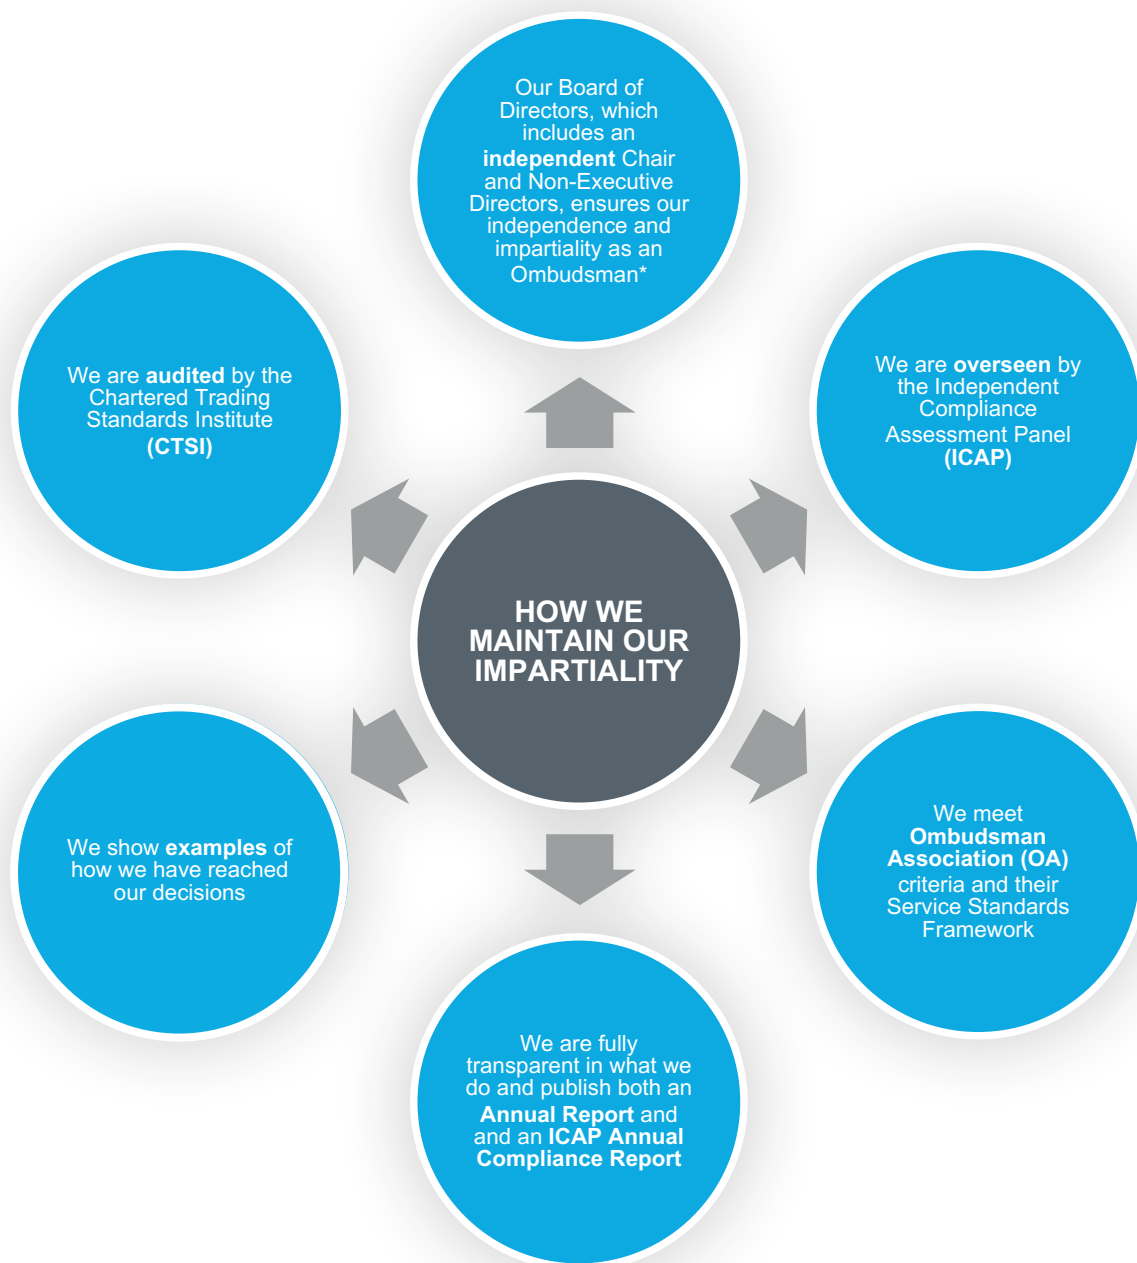 Our Board of
Directors, which
includes an
independent Chair
and Non-Executive
Directors, ensures our
independence and
impartiality as an
Ombudsman*
We are audited by the
Chartered Trading
Standards Institute
(CTSI)
We are overseen by
the Independent
Compliance
Assessment Panel
(ICAP)
HOW WE
MAINTAIN OUR
IMPARTIALITY
We show examples of
how we have reached
our decisions
We meet
Ombudsman
Association (OA)
criteria and their
Service Standards
Framework
We are fully
transparent in what we
do and publish both an
Annual Report and
and an ICAP Annual
Compliance Report